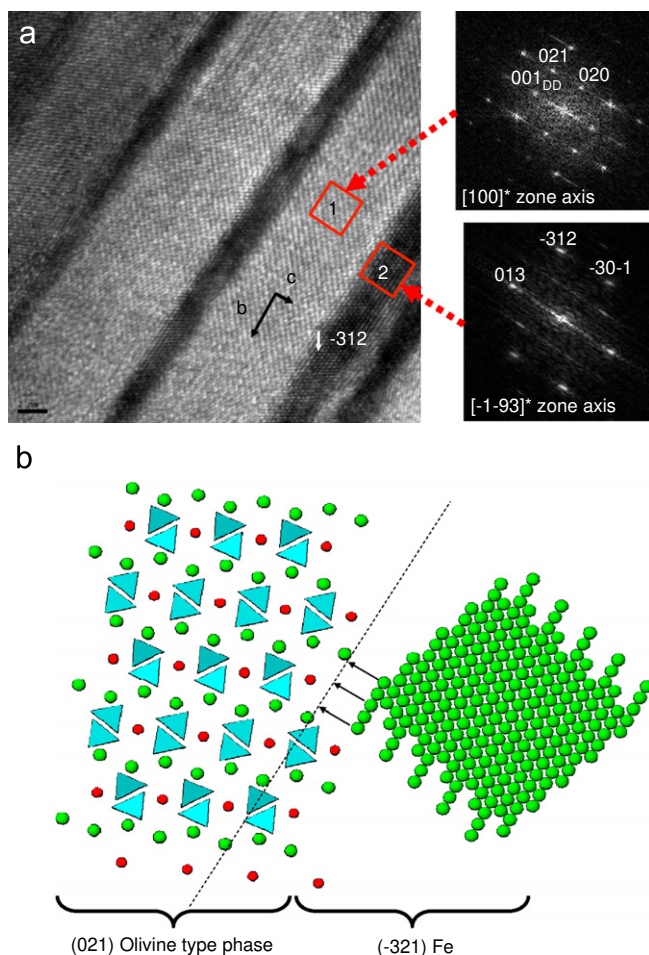 a
021
001DD
020
[100]* zone axis
1
2
c
b
-312
-312
-30-1
013
[-1-93]* zone axis
b
(021) Olivine type phase
(-321) Fe